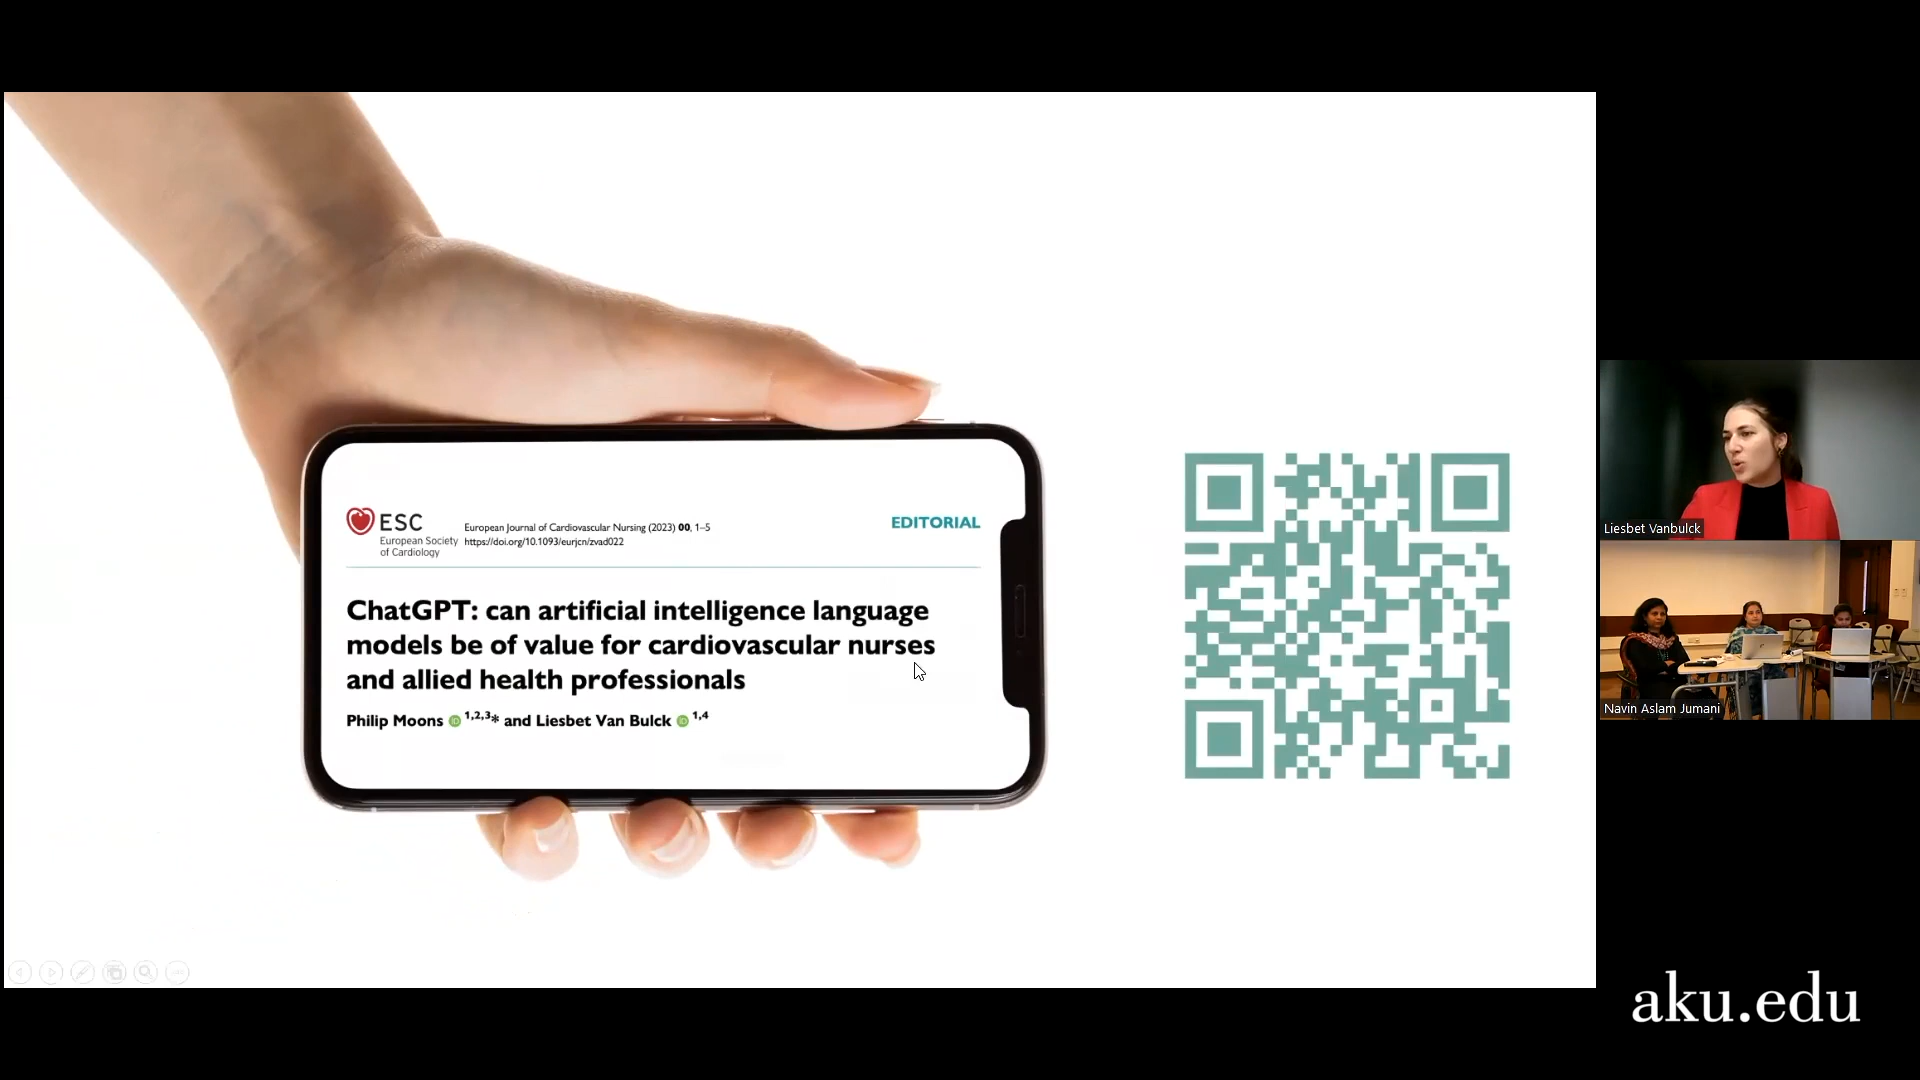 ESC
European Society
of Cardiology
European Journal of Cardiovascular Nursing (2023) 00, 1–5
https://doi.org/10.1093/eurjcn/zvad022
EDITORIAL
ChatGPT: can artificial intelligence language
models be of value for cardiovascular nurses
and allied health professionals
Philip Moons iD 1,2,3* and Liesbet Van Bulck iD 1,4
Liesbet Vanbulck
Navin Aslam Jumani
aku.edu